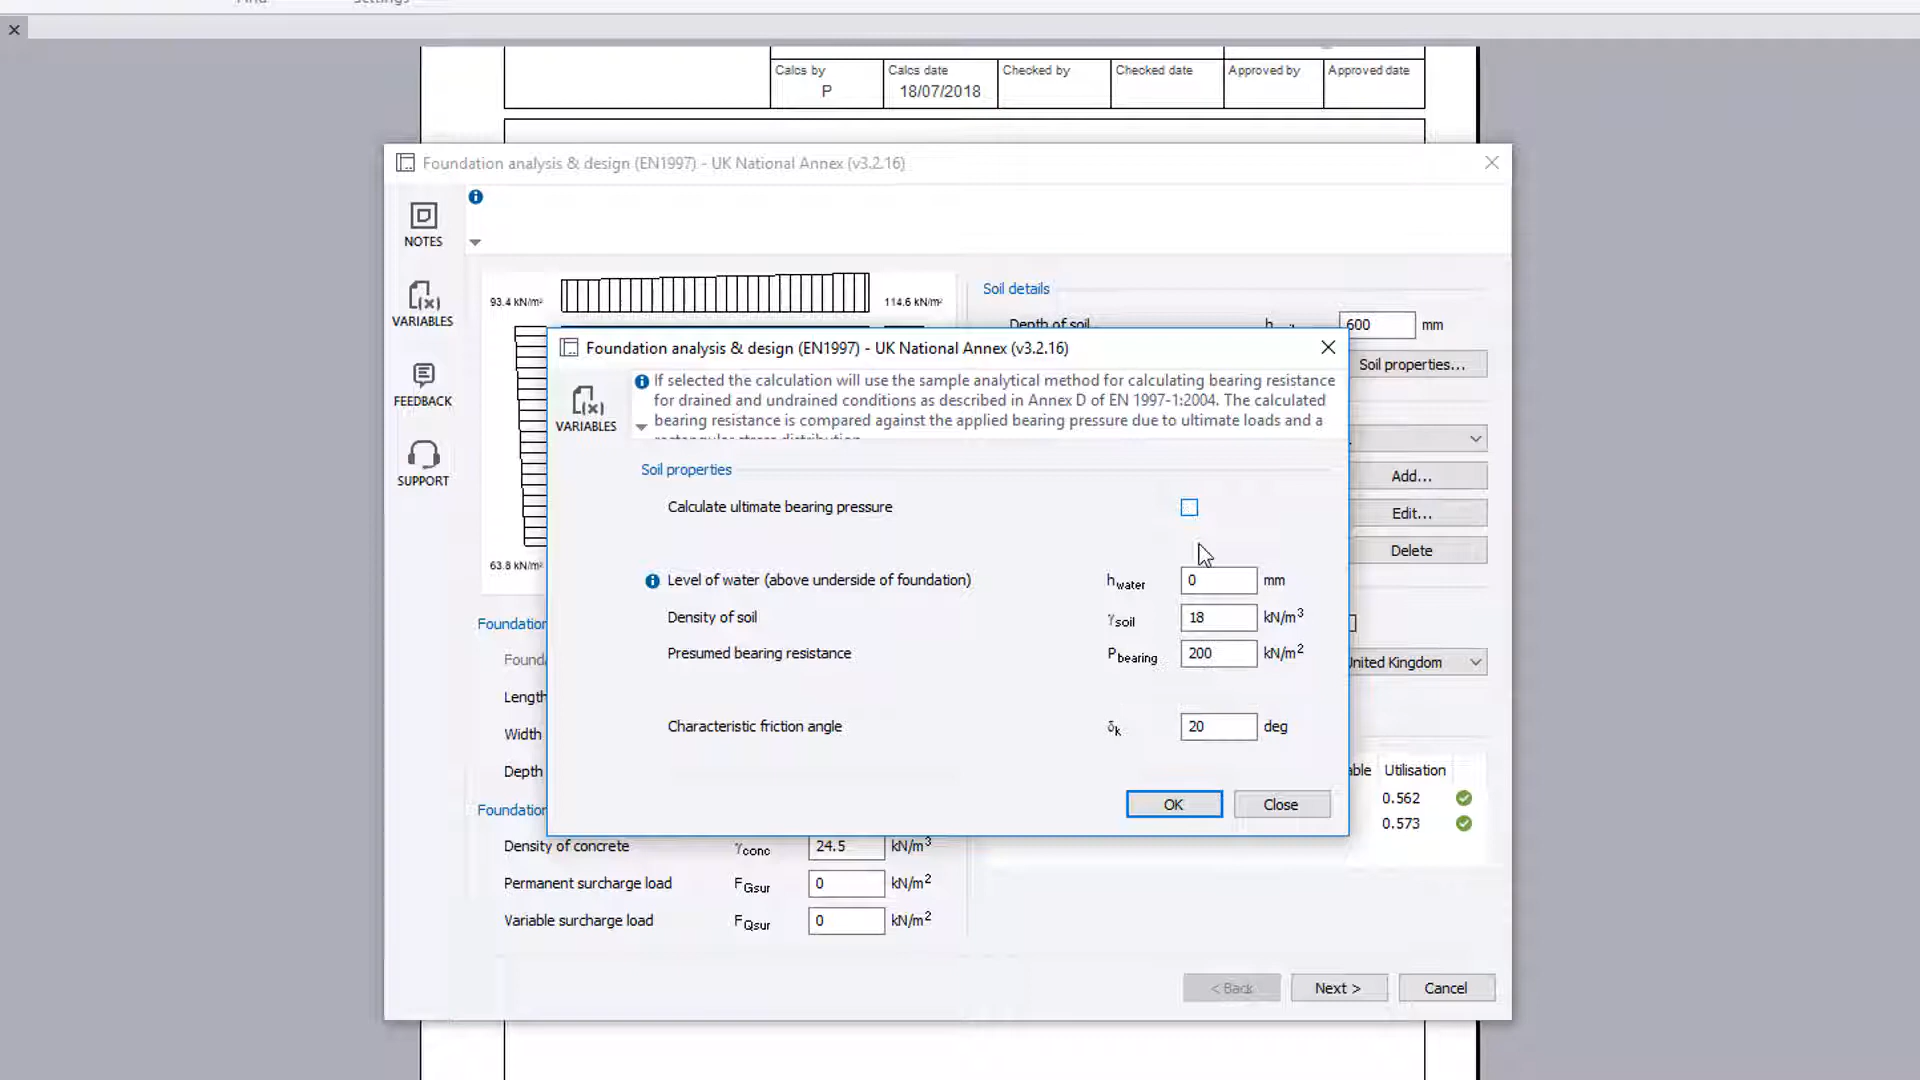 Find
Settings
Calcs by
Calcs date
Checked by
Checked date
Approved by
Approved date
P
18/07/2018
Foundation analysis & design (EN1997) - UK National Annex (v3.2.16)
NOTES
VARIABLES
FEEDBACK
SUPPORT
93.4 kN/m²
114.6 kN/m²
63.8 kN/m²
Soil details
Depth of soil
600 mm
Soil properties...
Add...
Edit...
Delete
United Kingdom
Utilisation
0.562
0.573
Foundation analysis & design (EN1997) - UK National Annex (v3.2.16)
VARIABLES
If selected the calculation will use the sample analytical method for calculating bearing resistance
for drained and undrained conditions as described in Annex D of EN 1997-1:2004. The calculated
bearing resistance is compared against the applied bearing pressure due to ultimate loads and a
rectangular stress distribution.
Soil properties
Calculate ultimate bearing pressure
Level of water (above underside of foundation) hwater 0 mm
Density of soil γsoil 18 kN/m3
Presumed bearing resistance Pbearing 200 kN/m2
Characteristic friction angle δk 20 deg
OK
Close
Foundation
Length
Width
Depth
Foundation
Density of concrete γconc 24.5 kN/m3
Permanent surcharge load FGsur 0 kN/m2
Variable surcharge load FQsur 0 kN/m2
< Back
Next >
Cancel